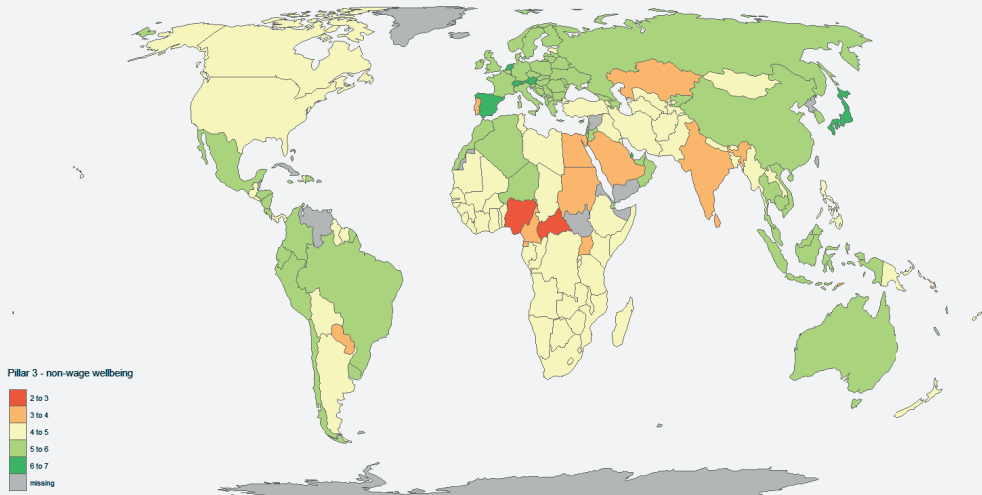 Pillar 3 - non-wage wellbeing
2 to 3
3 to 4
4 to 5
5 to 6
6 to 7
missing